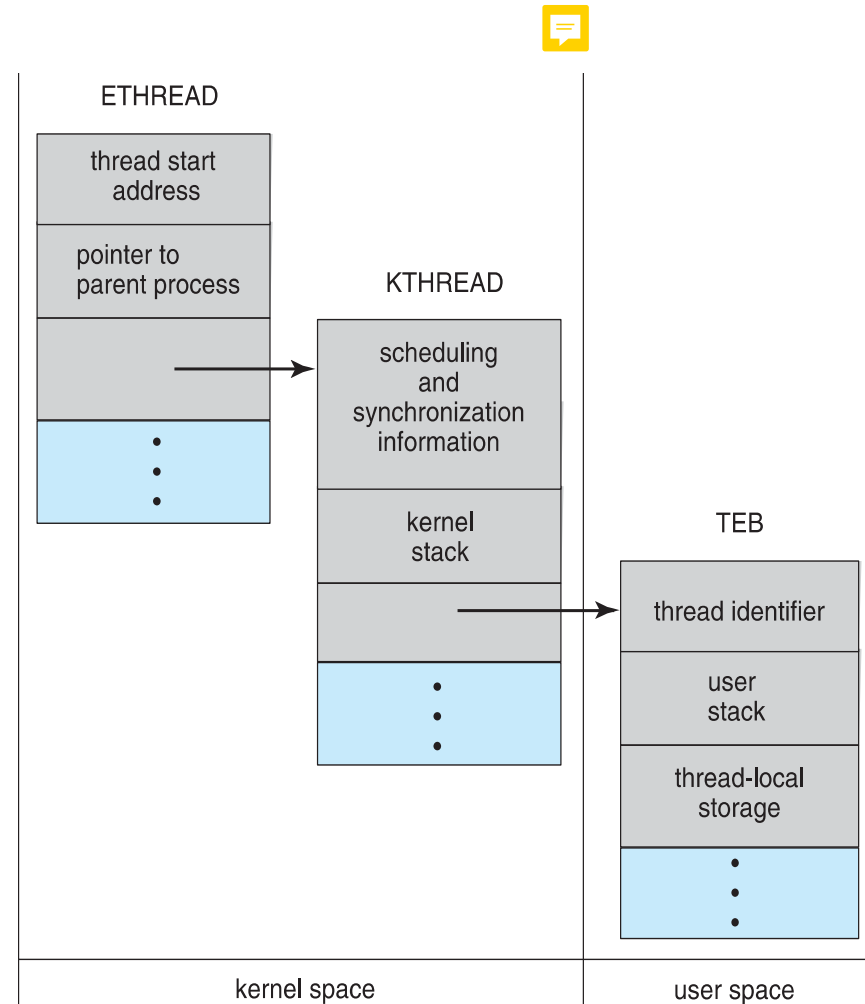 ETHREAD
thread start
address
pointer to
parent process
KTHREAD
scheduling
and
synchronization
information
kernel
stack
TEB
thread identifier
user
stack
thread-local
storage
kernel space
user space